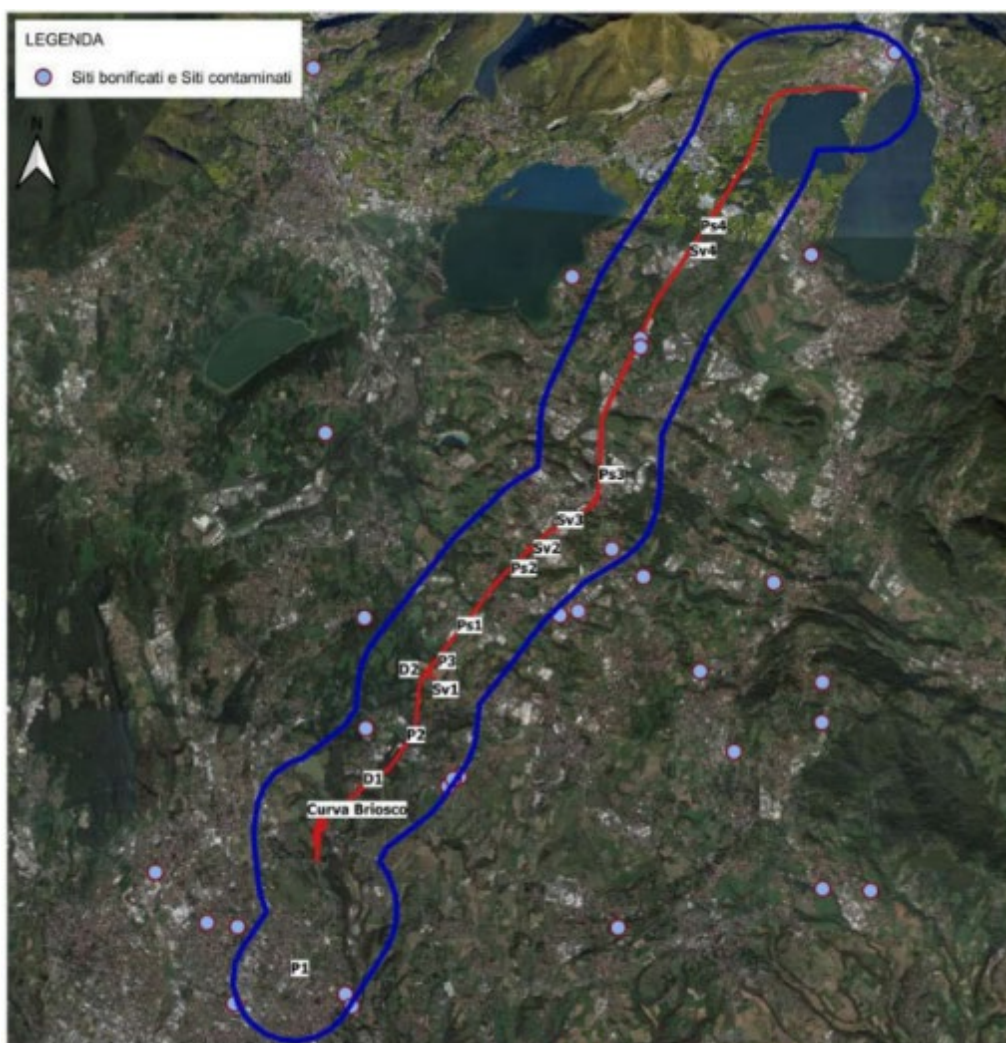 LEGENDA
Siti bonificati e Siti contaminati
N
Ps4
Sv4
Ps3
Sv3
Sv2
Ps2
Ps1
P3
D2
Sv1
P2
D1
Curva Briosco
P1